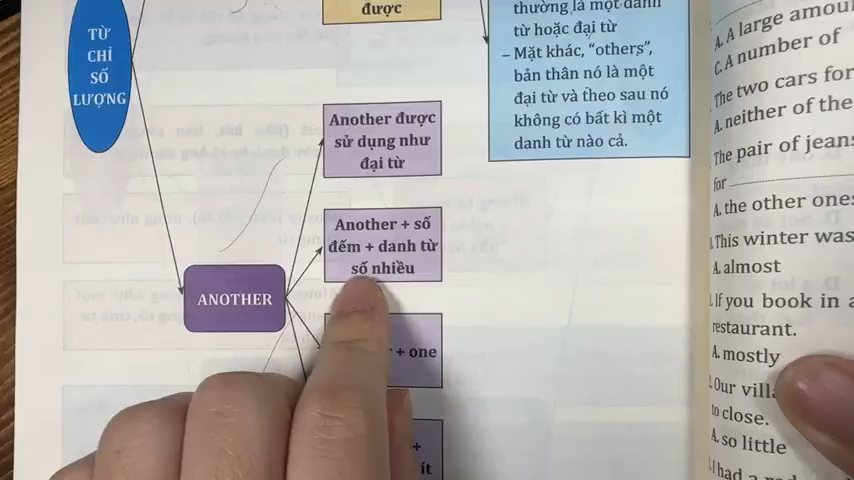 được
TỪ
CHỈ
SỐ
LƯỢNG
thường là một danh
từ hoặc đại từ
– Mặt khác, “others”,
bản thân nó là một
đại từ và theo sau nó
không có bất kì một
danh từ nào cả.
Another được
sử dụng như
đại từ
Another + số
đếm + danh từ
số nhiều
ANOTHER
+ one
+
ít
A. A large amou
C. A number of
The two cars for
A. neither of the
The pair of jeans
for
A. the other ones
This winter was
A. almost
If you book in a
restaurant.
A. mostly
Our villa
to close.
A. so little
I had a